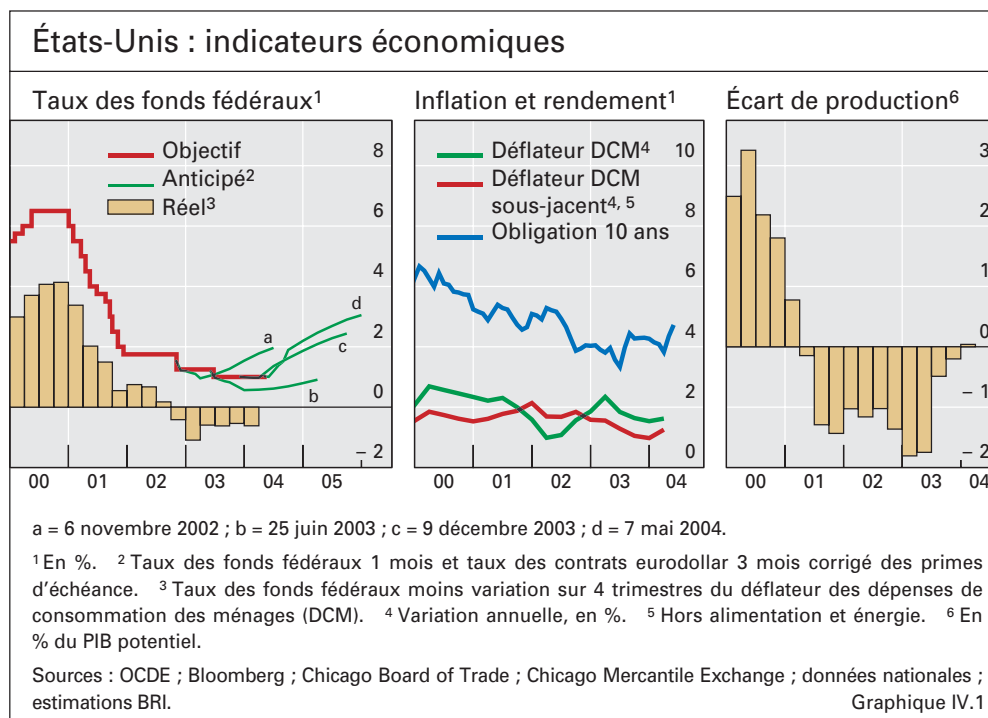 États-Unis : indicateurs économiques
Taux des fonds fédéraux1
Objectif
Anticipé2
Réel3
8
6
4
2
0
– 2
a
d
c
b
00 01 02 03 04 05
Inflation et rendement1
Déflateur DCM4
Déflateur DCM
sous-jacent4, 5
Obligation 10 ans
10
8
6
4
2
0
00 01 02 03 04
Écart de production6
3
2
1
0
– 1
– 2
00 01 02 03 04
a = 6 novembre 2002 ; b = 25 juin 2003 ; c = 9 décembre 2003 ; d = 7 mai 2004.
1 En %. 2 Taux des fonds fédéraux 1 mois et taux des contrats eurodollar 3 mois corrigé des primes
d'échéance. 3 Taux des fonds fédéraux moins variation sur 4 trimestres du déflateur des dépenses de
consommation des ménages (DCM). 4 Variation annuelle, en %. 5 Hors alimentation et énergie. 6 En
% du PIB potentiel.
Sources : OCDE ; Bloomberg ; Chicago Board of Trade ; Chicago Mercantile Exchange ; données nationales ;
estimations BRI. Graphique IV.1